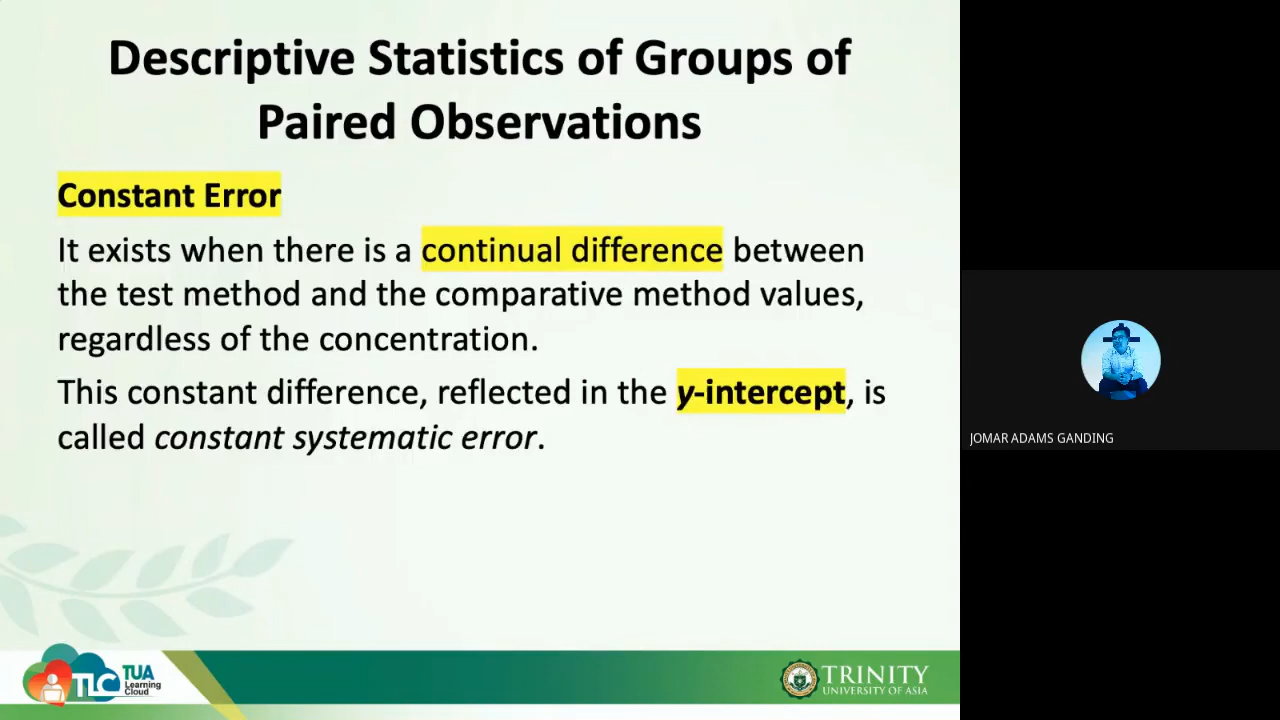 Descriptive Statistics of Groups of
Paired Observations
Constant Error
It exists when there is a continual difference between
the test method and the comparative method values,
regardless of the concentration.
This constant difference, reflected in the y-intercept, is
called constant systematic error.
JOMAR ADAMS GANDING
TLC
TUA
Learning
Cloud
TRINITY
UNIVERSITY OF ASIA